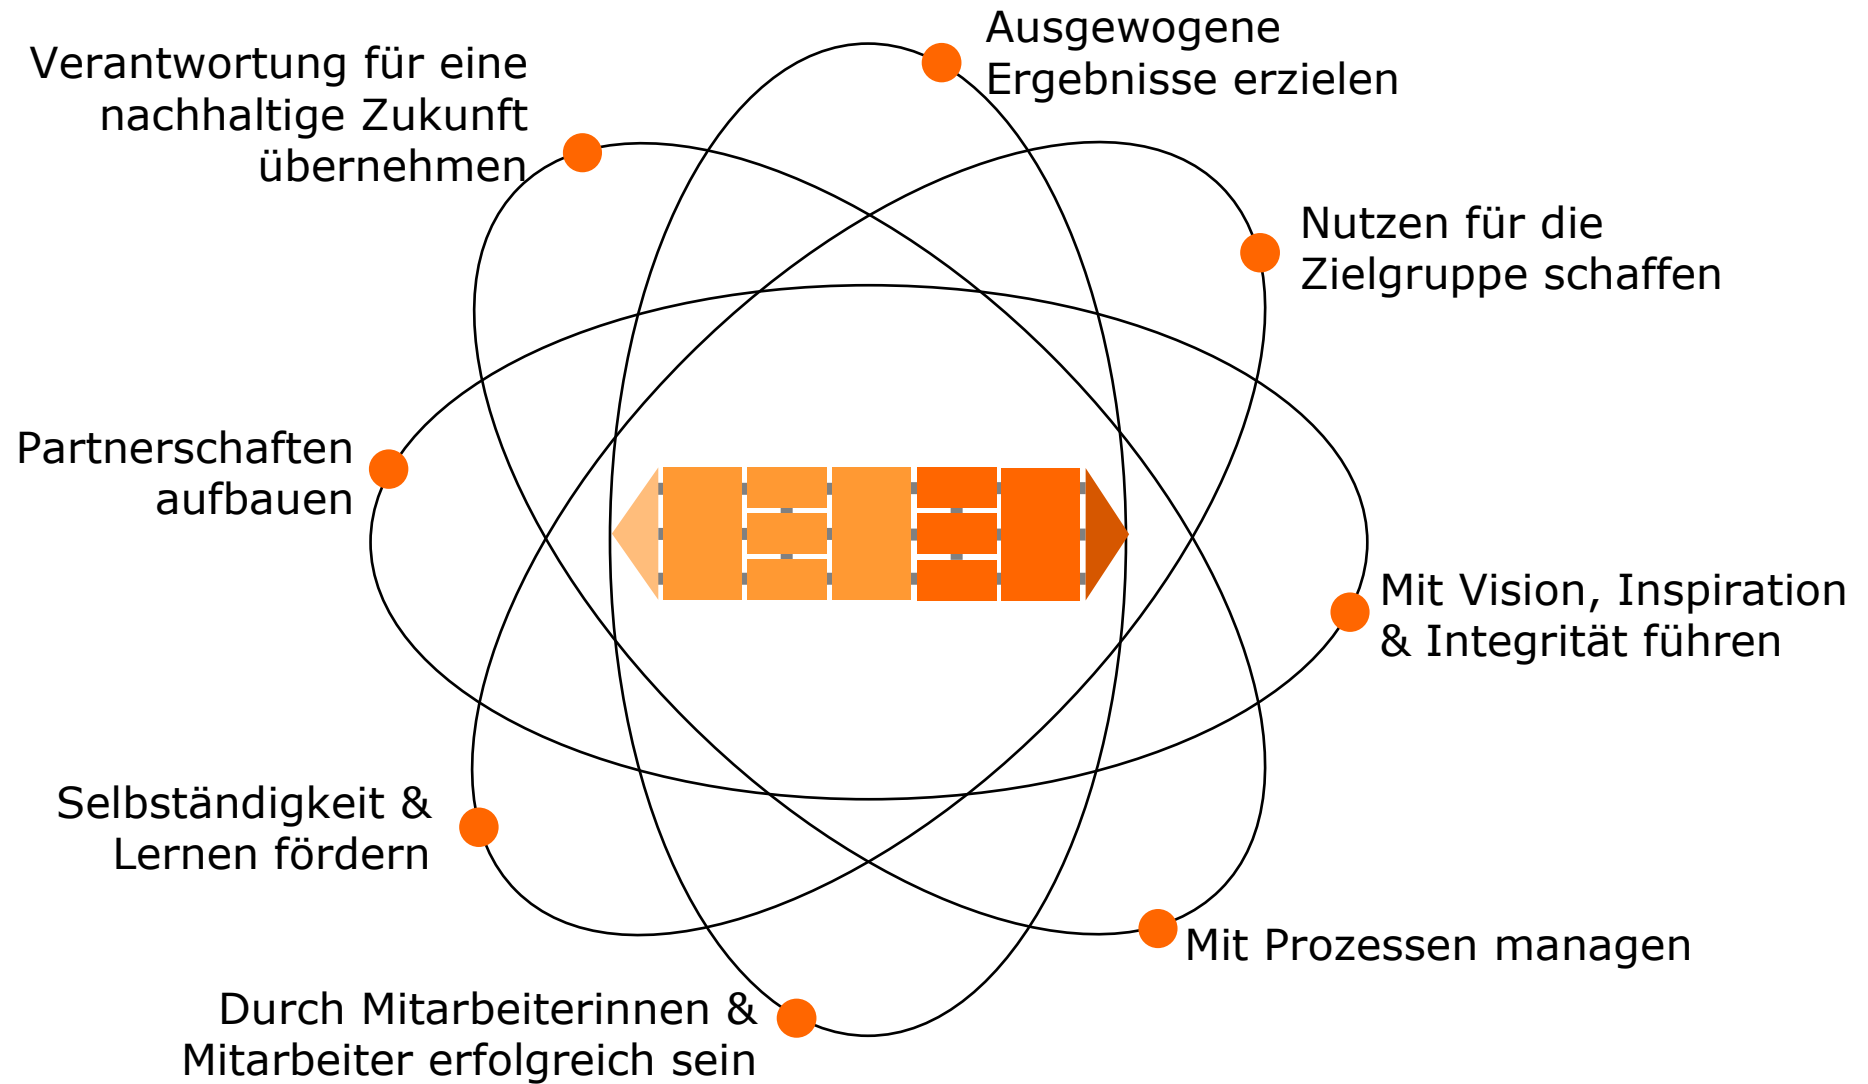 Ausgewogene
Ergebnisse erzielen
Nutzen für die
Zielgruppe schaffen
Mit Vision, Inspiration
& Integrität führen
Mit Prozessen managen
Durch Mitarbeiterinnen &
Mitarbeiter erfolgreich sein
Selbständigkeit &
Lernen fördern
Partnerschaften
aufbauen
Verantwortung für eine
nachhaltige Zukunft
übernehmen